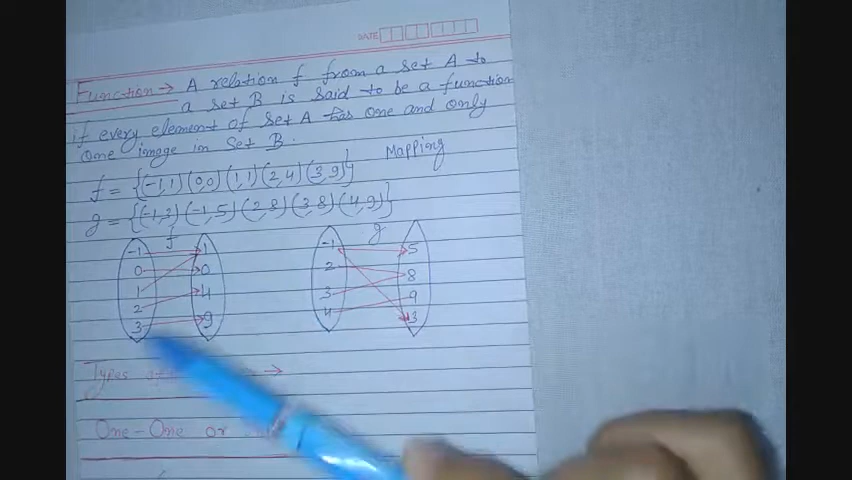 DATE
Function → A relation f from a set A to
a set B is said to be a function
if every element of set A has one and only
one image in set B.
Mapping
f = {(-1,1)(0,0)(1,1)(2,4)(3,9)}
g = {(-1,3)(-1,5)(2,8)(3,8)(4,9)}
f g
-1 1 -1 5
0 0 2 8
1 4 3 9
2 9 4 3
3
Types →
One-One or